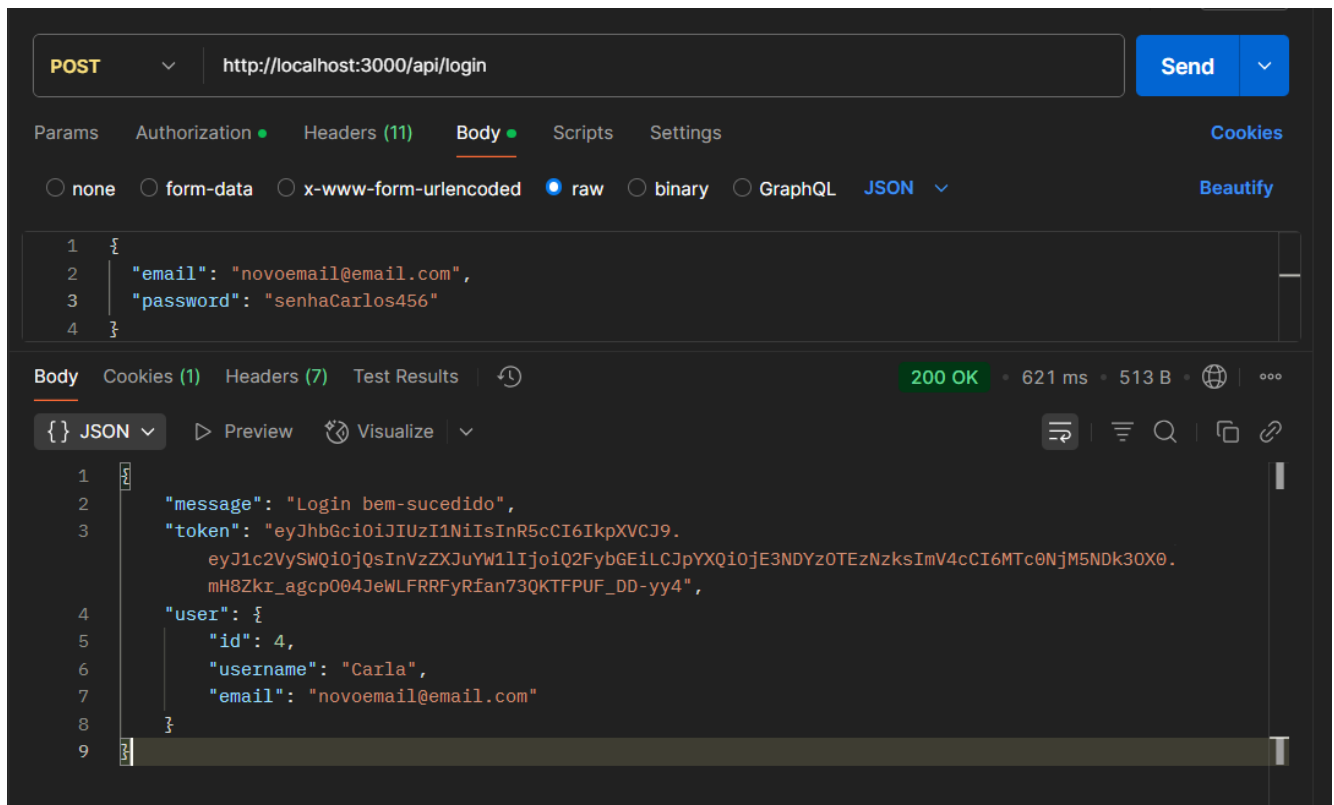 POST http://localhost:3000/api/login Send
Params Authorization Headers (11) Body Scripts Settings Cookies
none form-data x-www-form-urlencoded raw binary GraphQL JSON Beautify
1 {
2 "email": "novoemail@email.com",
3 "password": "senhaCarlos456"
4 }
Body Cookies (1) Headers (7) Test Results 200 OK • 621 ms • 513 B •
{} JSON Preview Visualize
1 {
2 "message": "Login bem-sucedido",
3 "token": "eyJhbGciOiJIUzI1NiIsInR5cCI6IkpXVCJ9.
eyJ1c2VySWQiOjQsInVzZXJuYW1lIjoiQ2FybGEiLCJpYXQiOjE3NDYzOTEzNzksImV4cCI6MTc0NjM5NDk3OX0.
mH8Zkr_agcpO04JeWLFRRFyRfan73QKTFPUF_DD-yy4",
4 "user": {
5 "id": 4,
6 "username": "Carla",
7 "email": "novoemail@email.com"
8 }
9 }